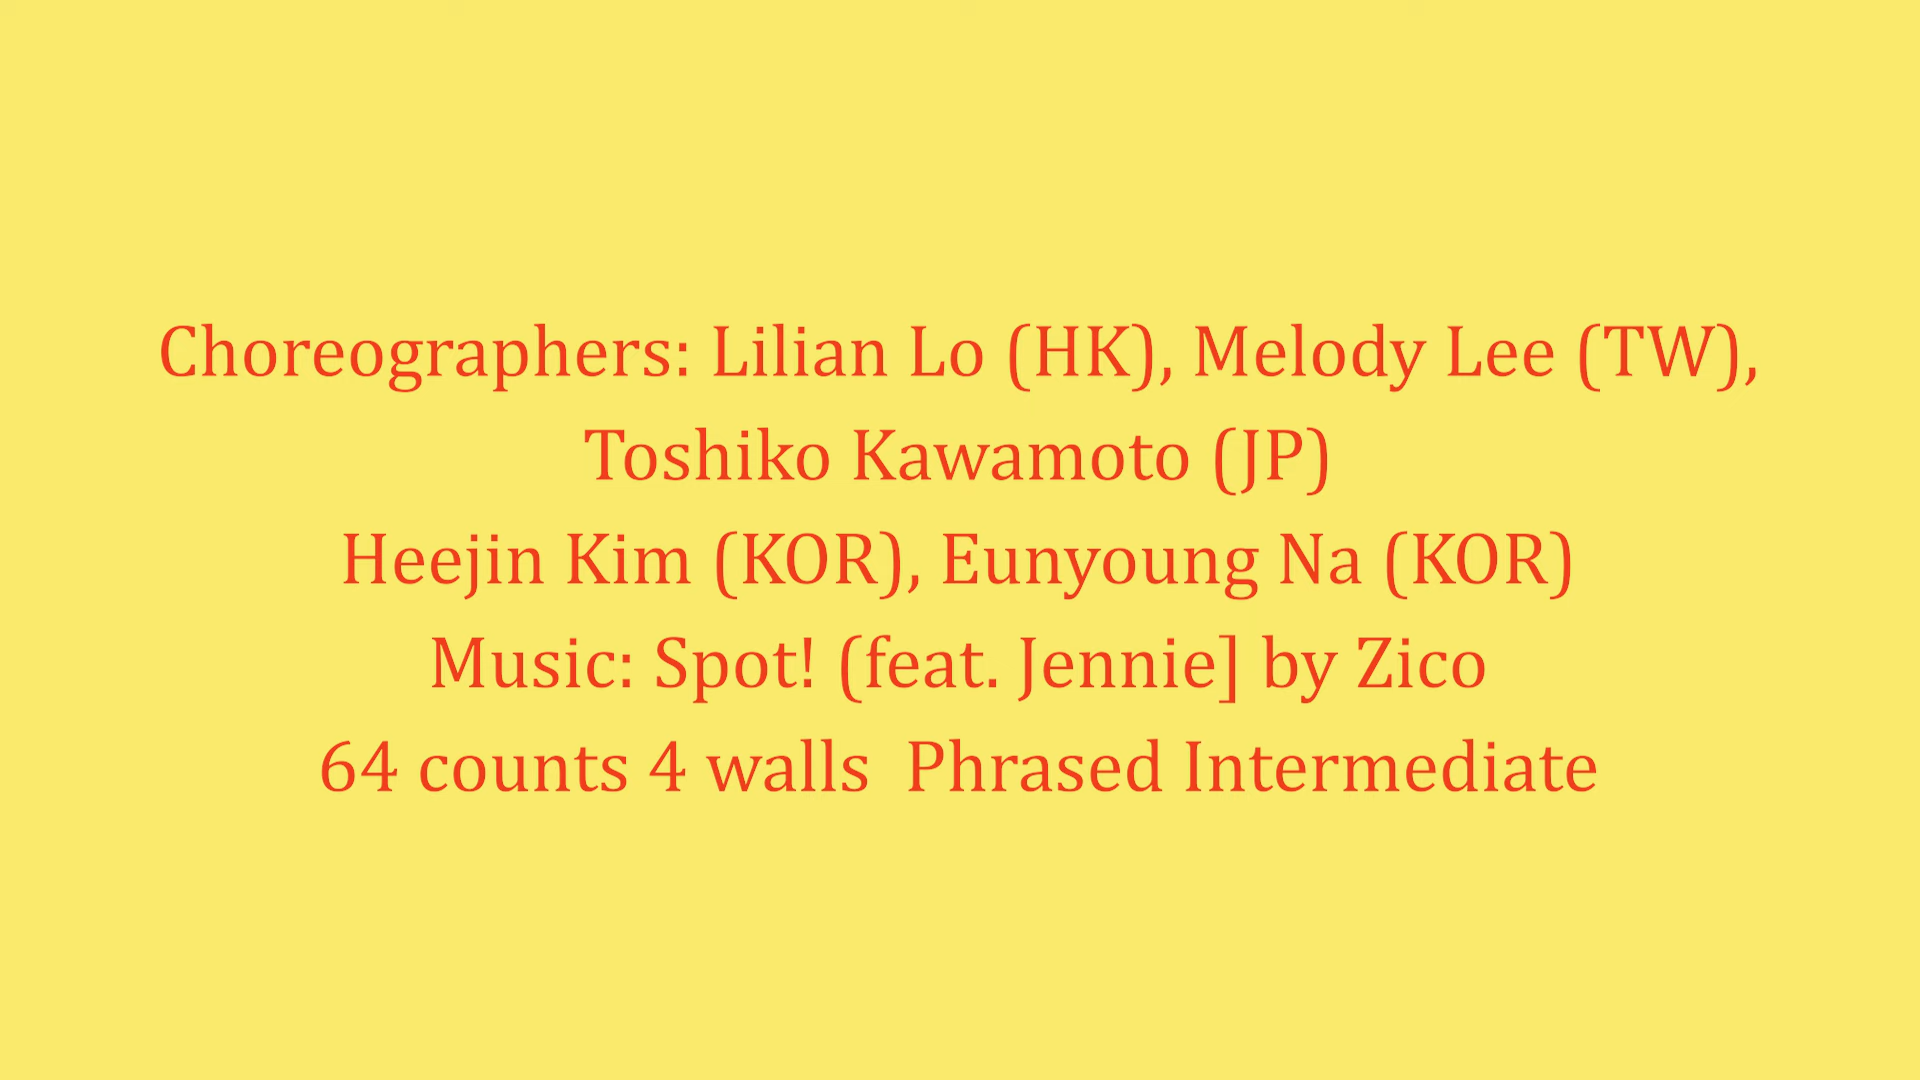 Choreographers: Lilian Lo (HK), Melody Lee (TW),
Toshiko Kawamoto (JP)
Heejin Kim (KOR), Eunyoung Na (KOR)
Music: Spot! (feat. Jennie] by Zico
64 counts 4 walls  Phrased Intermediate